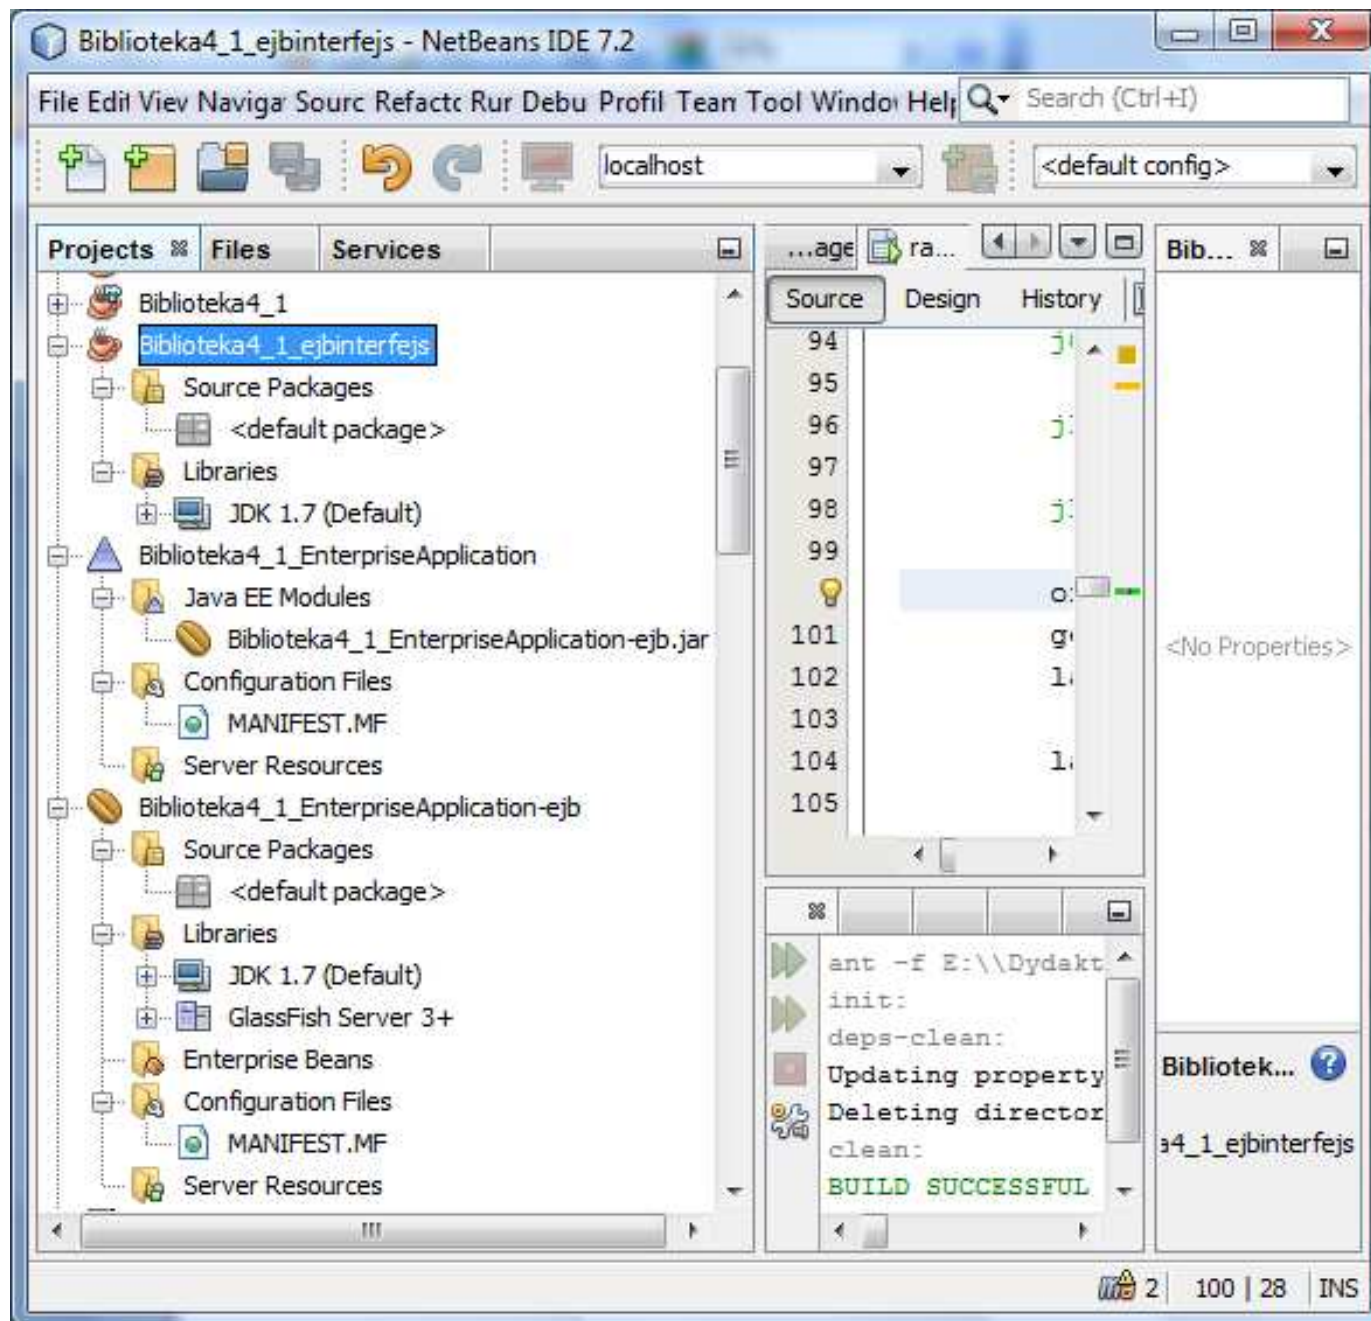 Biblioteka4_1_ejbinterfejs - NetBeans IDE 7.2
File Edit Viev Navigat Sourc Refactc Rur Debu Profil Tean Tool Windov Help Search (Ctrl+I)
localhost <default config>
Projects Files Services
Biblioteka4_1
Biblioteka4_1_ejbinterfejs
Source Packages
<default package>
Libraries
JDK 1.7 (Default)
Biblioteka4_1_EnterpriseApplication
Java EE Modules
Biblioteka4_1_EnterpriseApplication-ejb.jar
Configuration Files
MANIFEST.MF
Server Resources
Biblioteka4_1_EnterpriseApplication-ejb
Source Packages
<default package>
Libraries
JDK 1.7 (Default)
GlassFish Server 3+
Enterprise Beans
Configuration Files
MANIFEST.MF
Server Resources
...age ra...
Source Design History
94
95
96
97
98
99
101
102
103
104
105
ant -f E:\\Dydakt
init:
deps-clean:
Updating property
Deleting director
clean:
BUILD SUCCESSFUL
Bib...
<No Properties>
Bibliotek...
a4_1_ejbinterfejs
2 100 | 28 INS